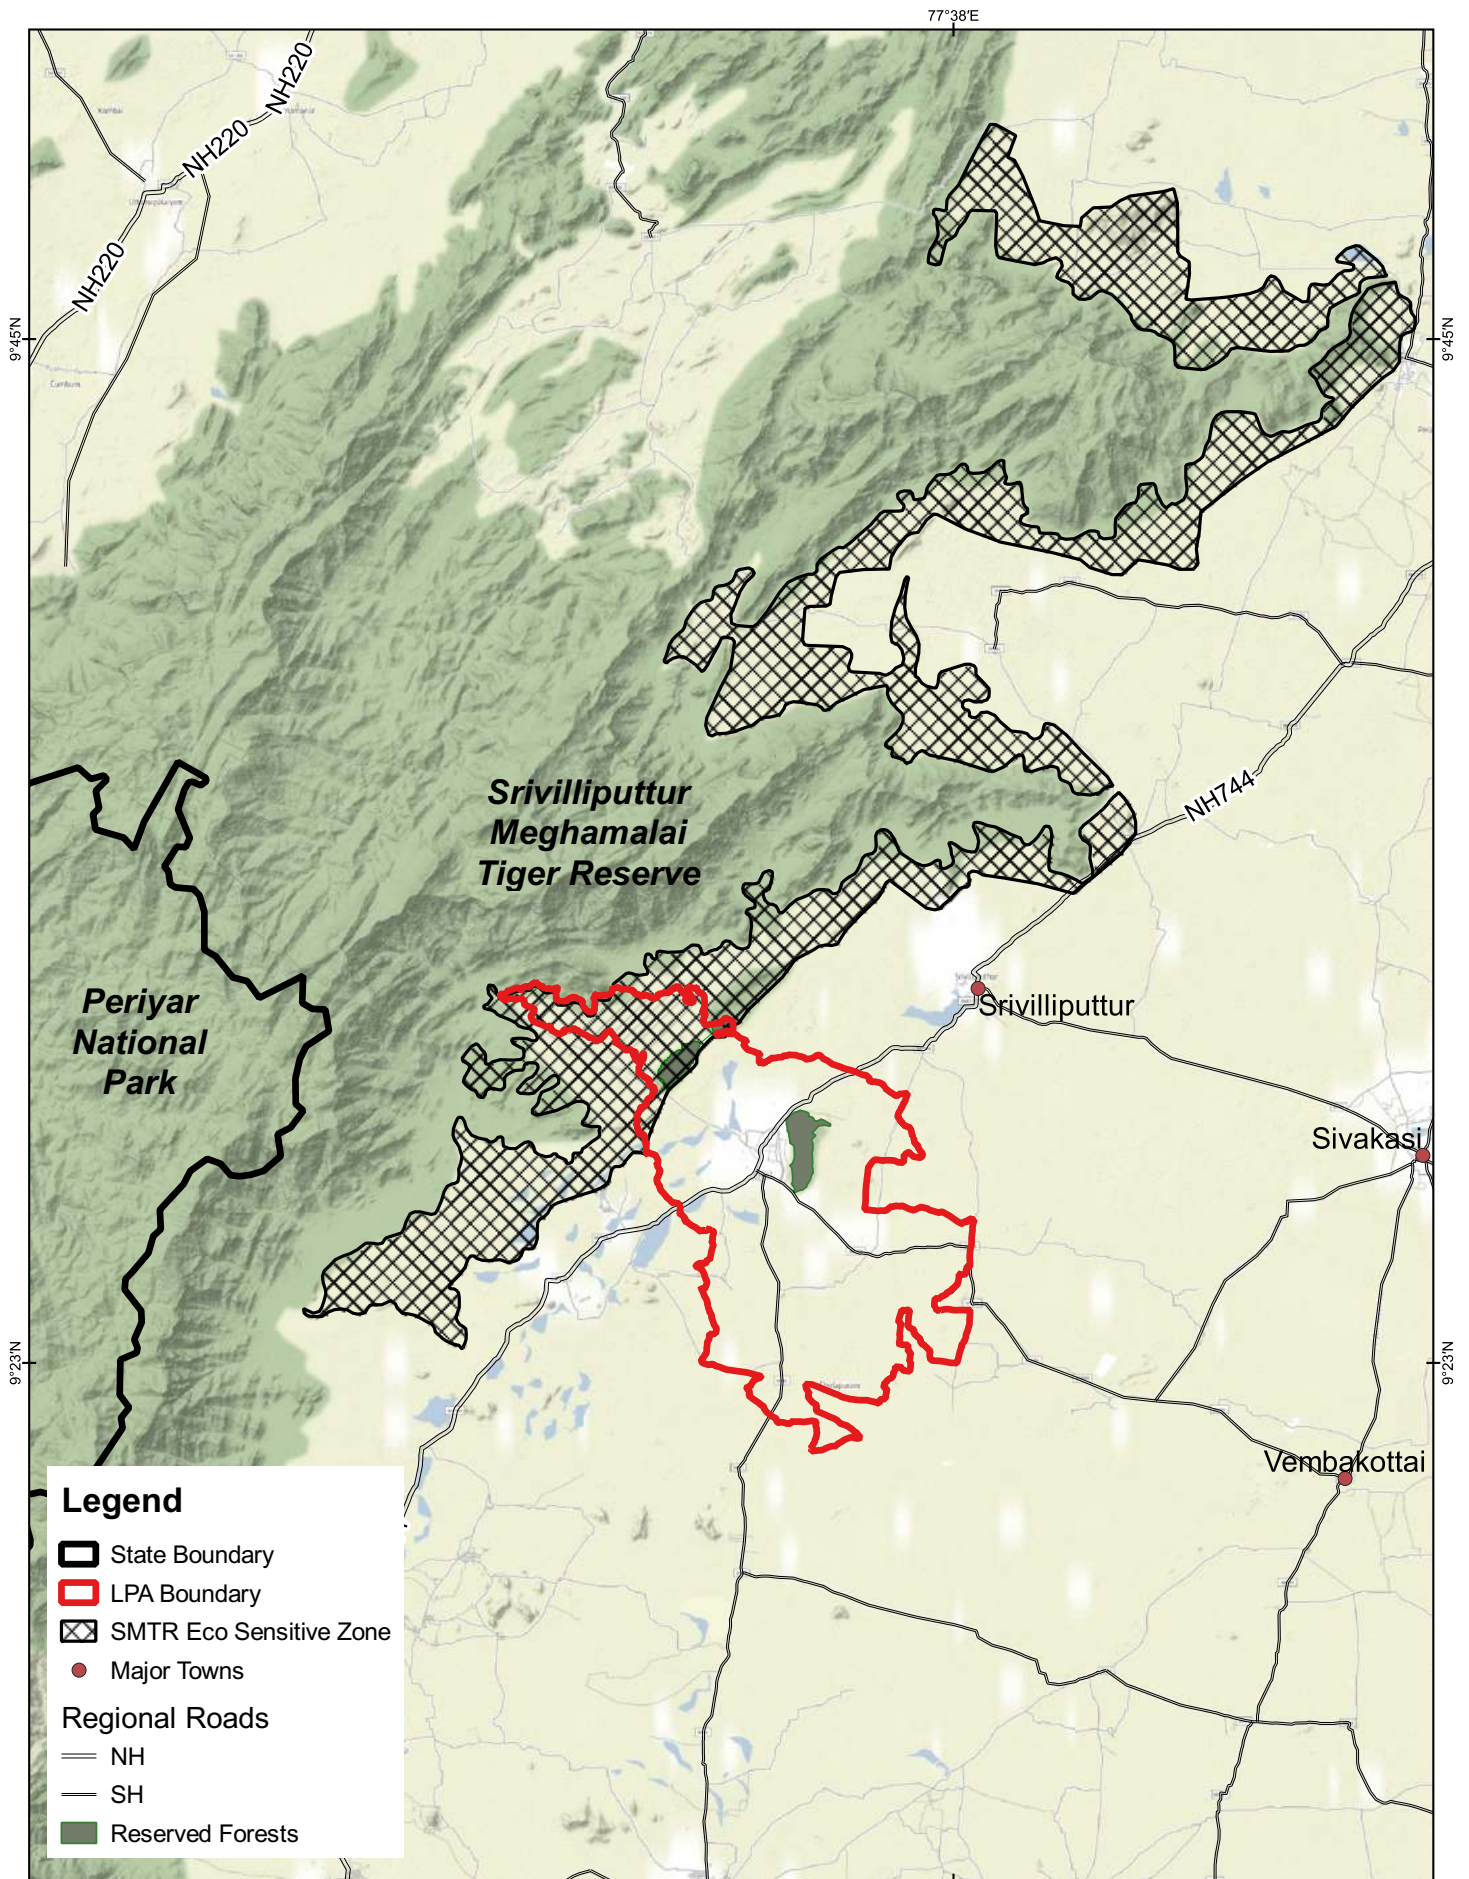 77°38'E
NH220
NH220
NH220
9°45'N
9°45'N
NH744
Srivilliputtur
Meghamalai
Tiger Reserve
Periyar
National
Park
Srivilliputtur
Sivakasi
9°23'N
9°23'N
Vembakottai
Legend
State Boundary
LPA Boundary
SMTR Eco Sensitive Zone
Major Towns
Regional Roads
NH
SH
Reserved Forests